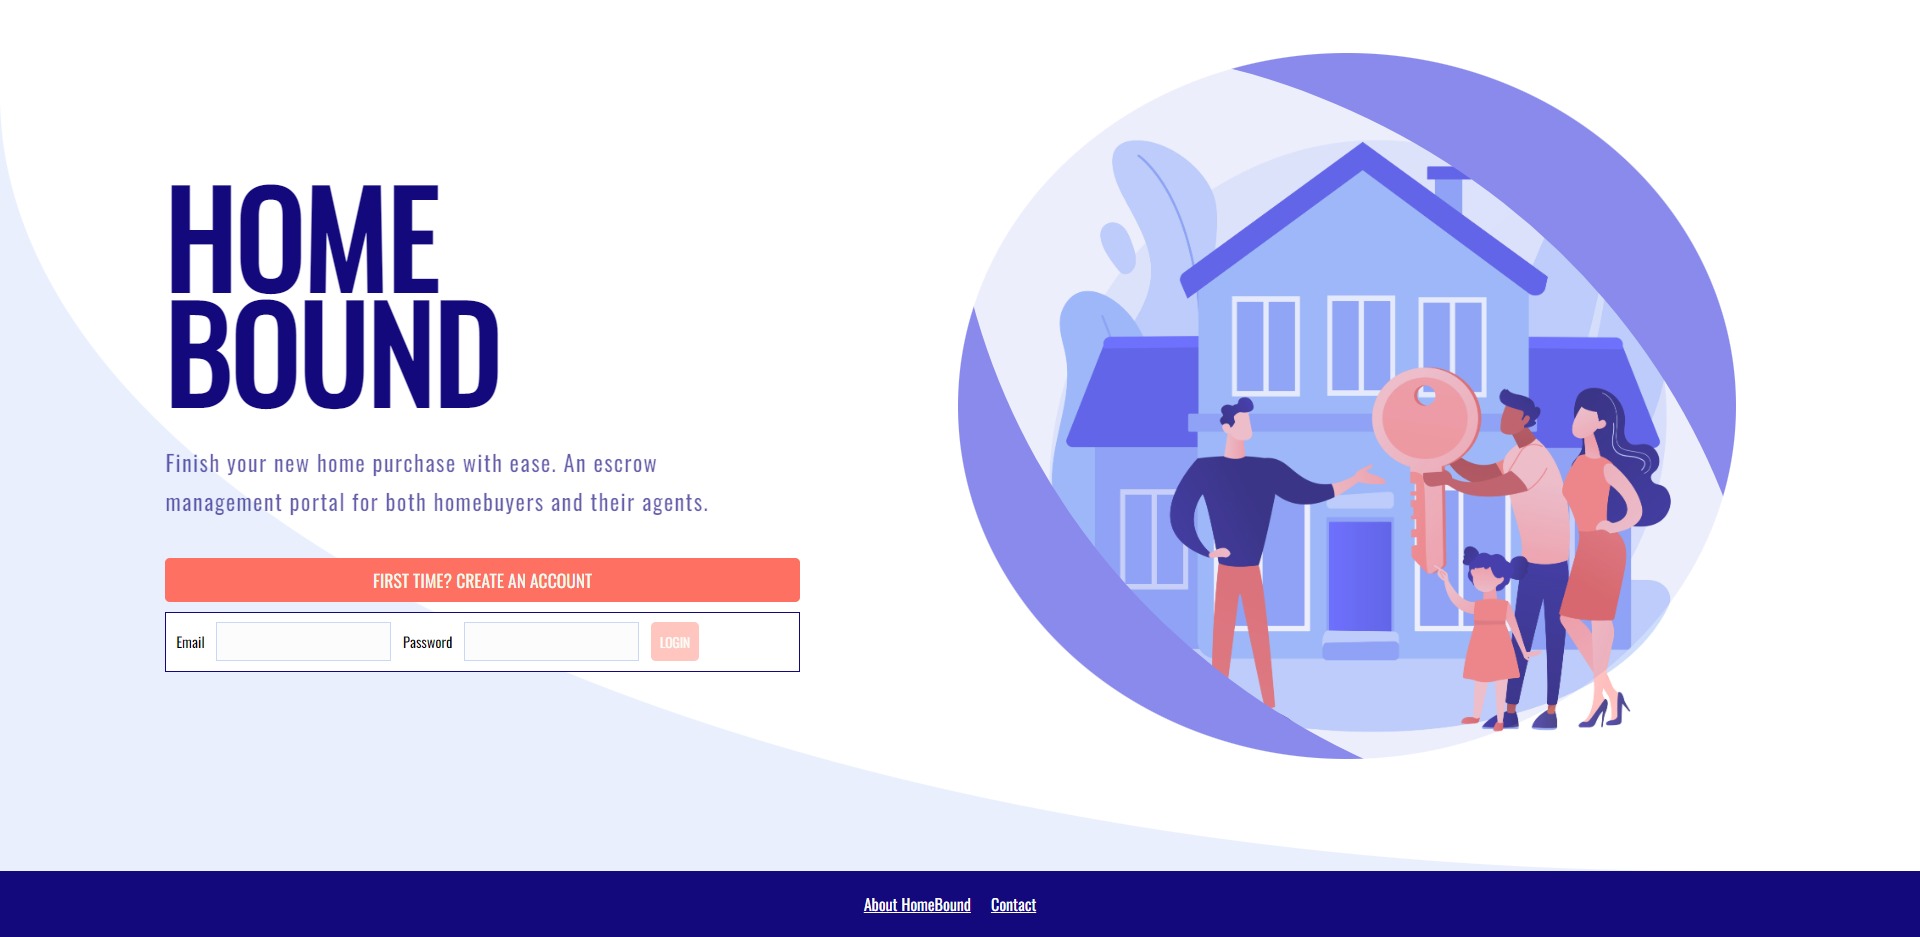 HOME
BOUND
Finish your new home purchase with ease. An escrow
management portal for both homebuyers and their agents.
FIRST TIME? CREATE AN ACCOUNT
Email Password LOGIN
About HomeBound Contact